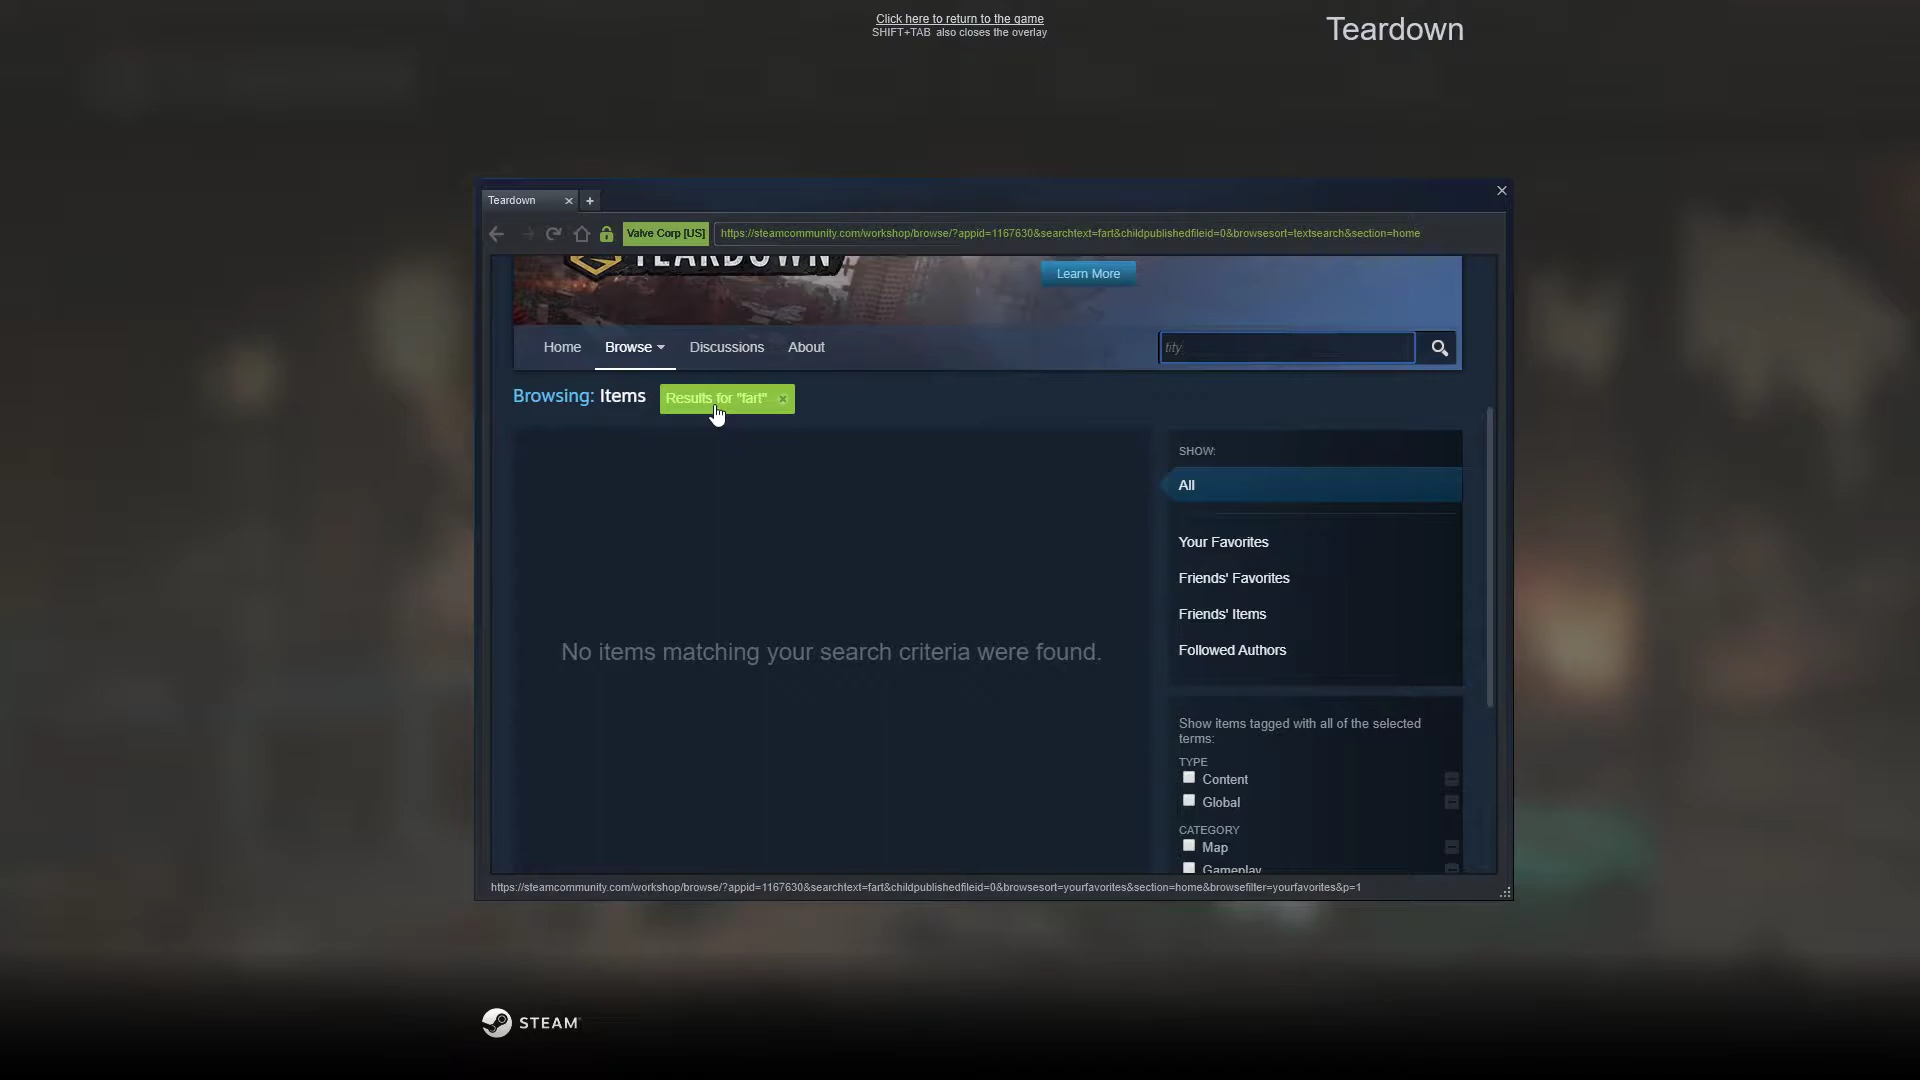 Click here to return to the game
SHIFT+TAB also closes the overlay
Teardown
Teardown
Valve Corp [US]
https://steamcommunity.com/workshop/browse/?appid=1167630&searchtext=fart&childpublishedfileid=0&browsesort=textsearch&section=home
TEARDOWN
Learn More
Home
Browse
Discussions
About
tity
Browsing: Items
Results for "fart"
SHOW:
All
Your Favorites
Friends' Favorites
Friends' Items
Followed Authors
No items matching your search criteria were found.
Show items tagged with all of the selected
terms:
TYPE
Content
Global
CATEGORY
Map
Gameplay
https://steamcommunity.com/workshop/browse/?appid=1167630&searchtext=fart&childpublishedfileid=0&browsesort=yourfavorites&section=home&browsefilter=yourfavorites&p=1
STEAM